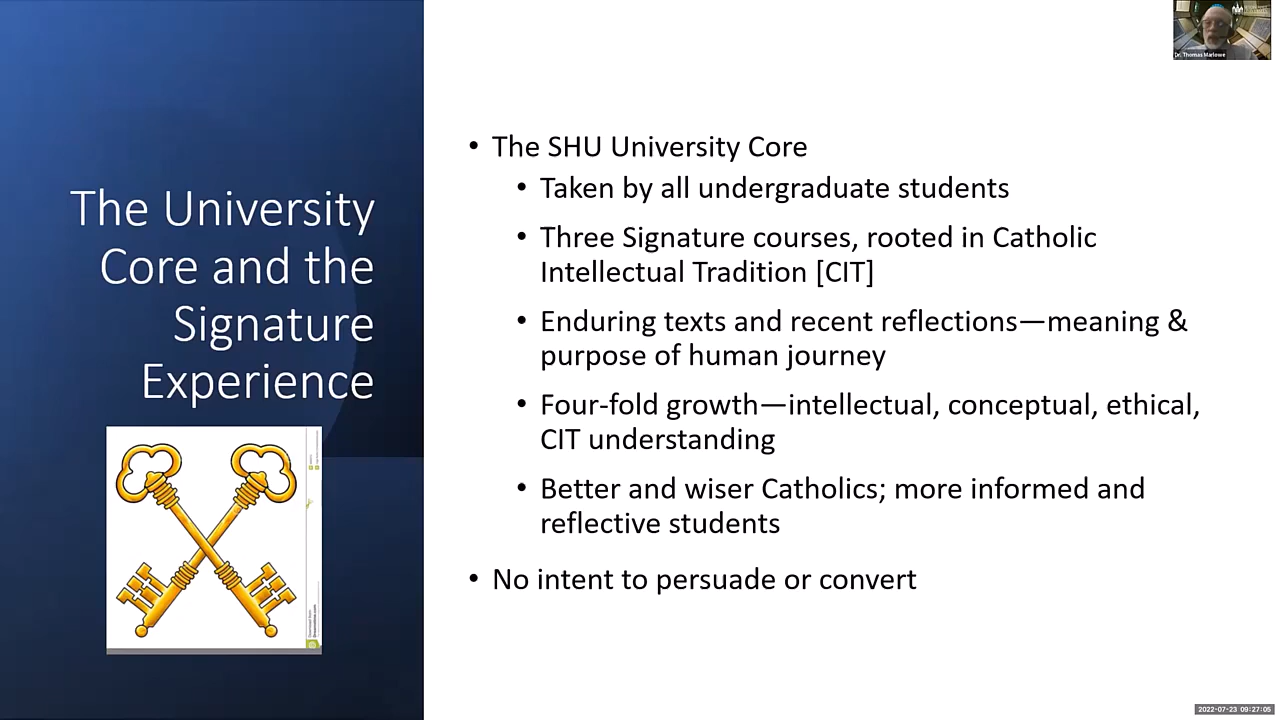 The University
Core and the
Signature
Experience
• The SHU University Core
• Taken by all undergraduate students
• Three Signature courses, rooted in Catholic
Intellectual Tradition [CIT]
• Enduring texts and recent reflections—meaning &
purpose of human journey
• Four-fold growth—intellectual, conceptual, ethical,
CIT understanding
• Better and wiser Catholics; more informed and
reflective students
• No intent to persuade or convert
Dr. Thomas Marlowe
2022-07-23 09:27:05